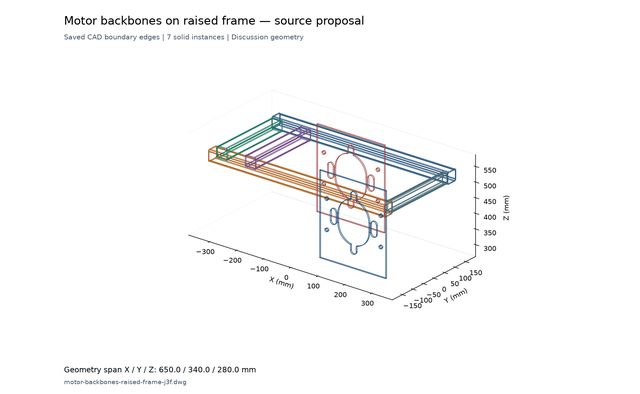 Motor backbones on raised frame — source proposal
Saved CAD boundary edges | 7 solid instances | Discussion geometry
550
500
450
400
350
300
Z (mm)
−300
−200
−100
0
100
200
300
X (mm)
−150
−100
−50
0
50
100
150
Y (mm)
Geometry span X / Y / Z: 650.0 / 340.0 / 280.0 mm
motor-backbones-raised-frame-j3f.dwg